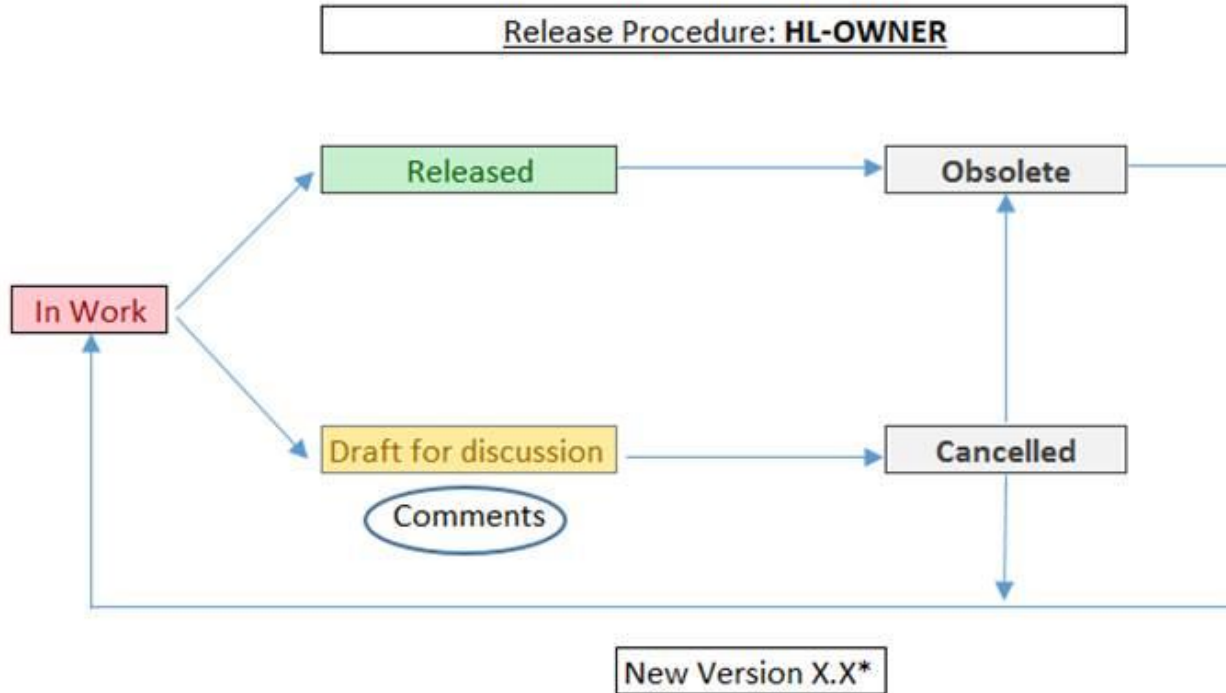 Release Procedure: HL-OWNER
Released
Obsolete
In Work
Draft for discussion
Cancelled
Comments
New Version X.X*